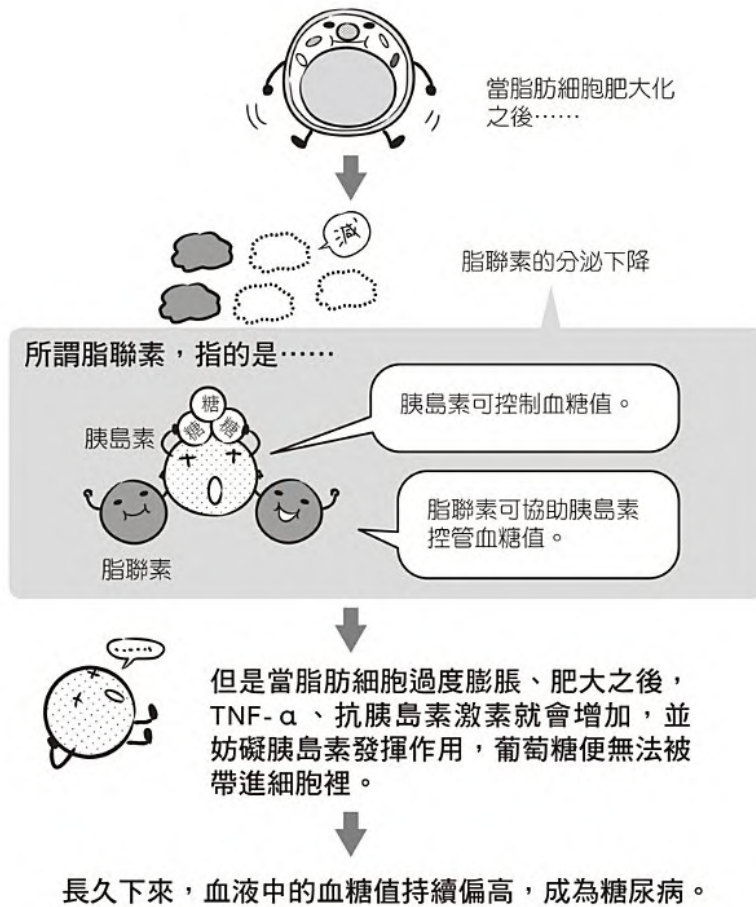 當脂肪細胞肥大化
之後……
減
脂聯素的分泌下降
所謂脂聯素，指的是……
糖
糖
糖
胰島素可控制血糖值。
胰島素
脂聯素可協助胰島素
控管血糖值。
脂聯素
……
但是當脂肪細胞過度膨脹、肥大之後，
TNF-α、抗胰島素激素就會增加，並
妨礙胰島素發揮作用，葡萄糖便無法被
帶進細胞裡。
長久下來，血液中的血糖值持續偏高，成為糖尿病。